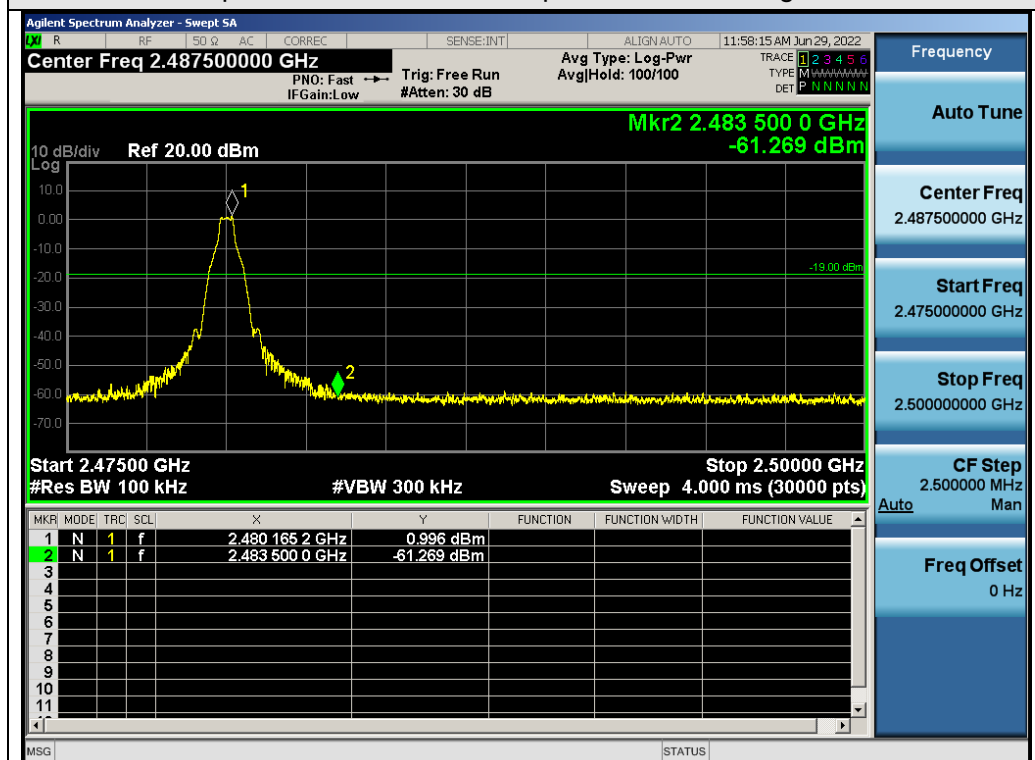 Agilent Spectrum Analyzer - Swept SA
LXI R RF 50 Ω AC CORREC SENSE:INT ALIGN AUTO 11:58:15 AM Jun 29, 2022
Center Freq 2.487500000 GHz
PNO: Fast
IFGain:Low
Trig: Free Run
#Atten: 30 dB
Avg Type: Log-Pwr
Avg|Hold: 100/100
TRACE 1 2 3 4 5 6
TYPE M WWWWW
DET P N N N N N
Mkr2 2.483 500 0 GHz
-61.269 dBm
10 dB/div Ref 20.00 dBm
Log
10.0
0.00
-10.0
-20.0
-30.0
-40.0
-50.0
-60.0
-70.0
1
-19.00 dBm
2
Start 2.47500 GHz Stop 2.50000 GHz
#Res BW 100 kHz #VBW 300 kHz Sweep 4.000 ms (30000 pts)
MKR MODE TRC SCL X Y FUNCTION FUNCTION WIDTH FUNCTION VALUE
1 N 1 f 2.480 165 2 GHz 0.996 dBm
2 N 1 f 2.483 500 0 GHz -61.269 dBm
3
4
5
6
7
8
9
10
11
MSG STATUS
Frequency
Auto Tune
Center Freq
2.487500000 GHz
Start Freq
2.475000000 GHz
Stop Freq
2.500000000 GHz
CF Step
2.500000 MHz
Auto Man
Freq Offset
0 Hz